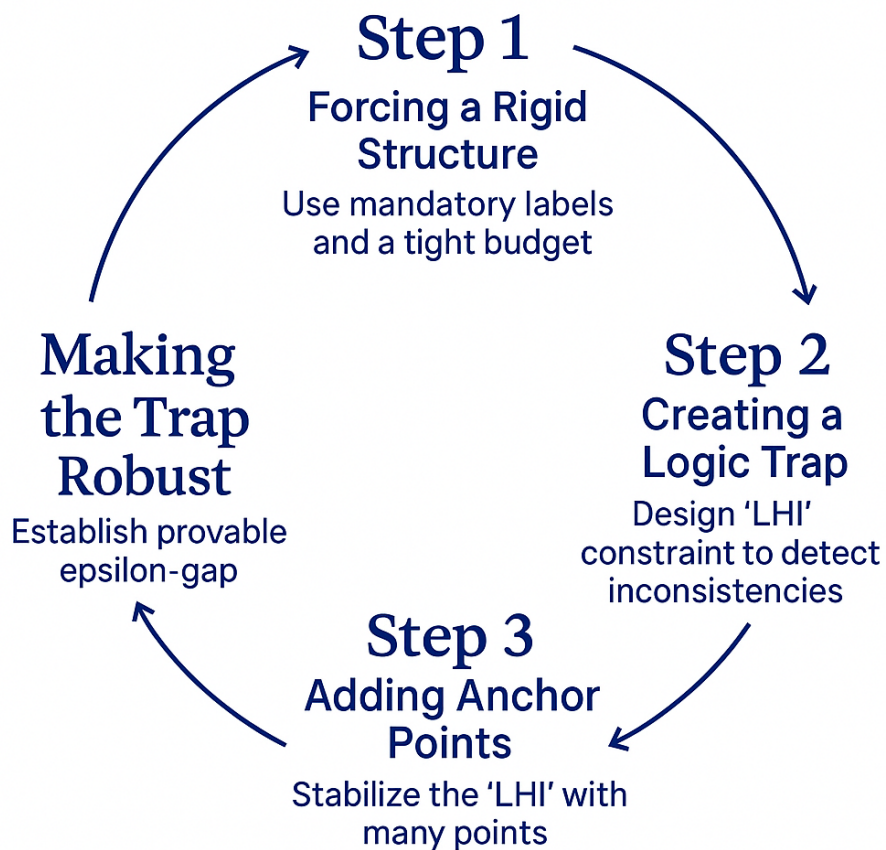 Step 1
Forcing a Rigid
Structure
Use mandatory labels
and a tight budget
Step 2
Creating a
Logic Trap
Design ‘LHI’
constraint to detect
inconsistencies
Step 3
Adding Anchor
Points
Stabilize the ‘LHI’ with
many points
Making
the Trap
Robust
Establish provable
epsilon-gap